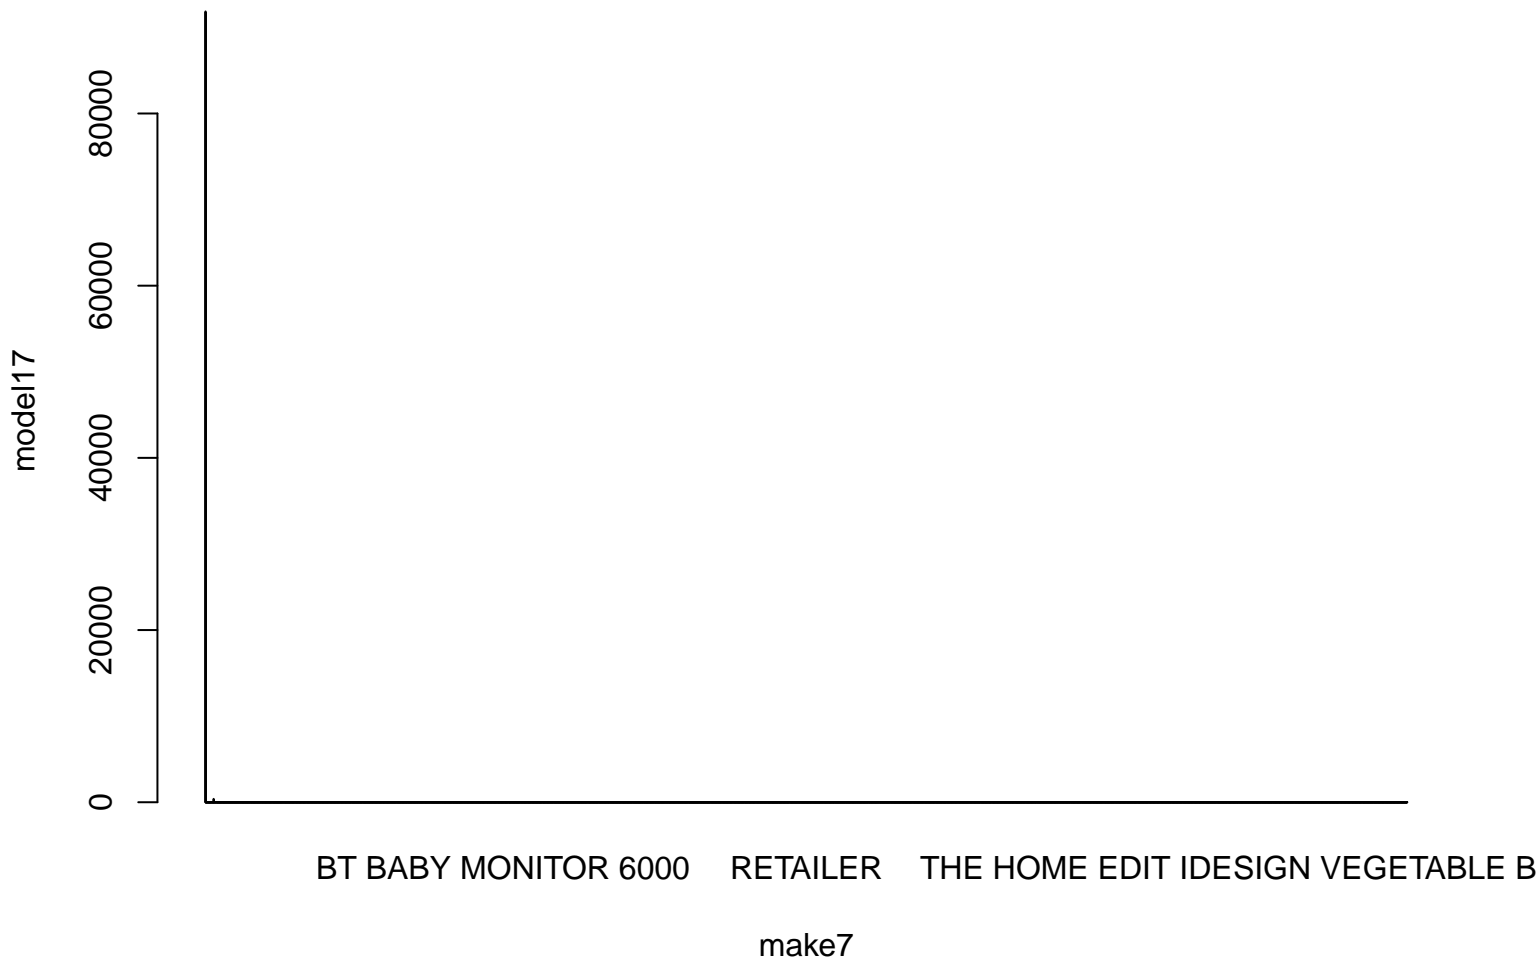 80000
60000
model17
40000
20000
0
BT BABY MONITOR 6000 RETAILER THE HOME EDIT IDESIGN VEGETABLE B
make7